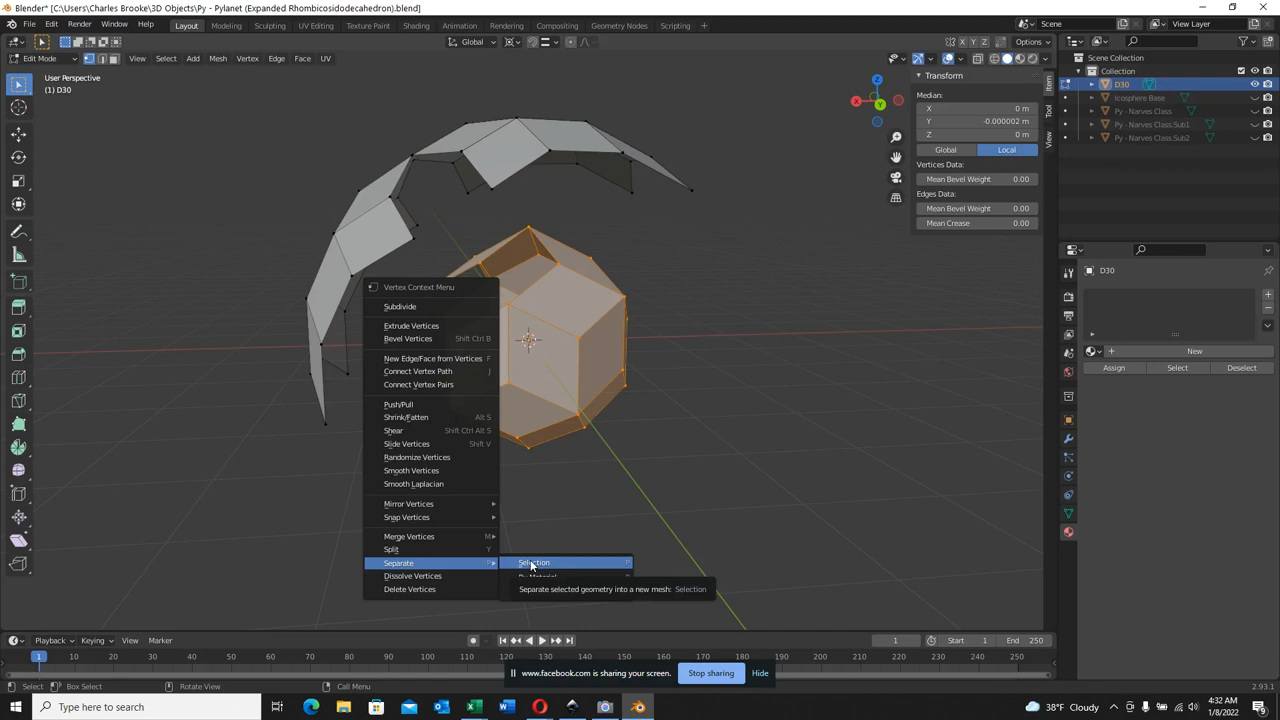 Blender* [C:\Users\Charles Brooke\3D Objects\Py - Pylanet (Expanded Rhombicosidodecahedron).blend]
File Edit Render Window Help Layout Modeling Sculpting UV Editing Texture Paint Shading Animation Rendering Compositing Geometry Nodes Scripting + Scene View Layer
Global X Y Z Options
Edit Mode View Select Add Mesh Vertex Edge Face UV
User Perspective
(1) D30
Transform
Median:
X 0 m
Y -0.000002 m
Z 0 m
Global Local
Vertices Data:
Mean Bevel Weight 0.00
Edges Data:
Mean Bevel Weight 0.00
Mean Crease 0.00
Item
Tool
View
X Y Z
Scene Collection
Collection
D30
Icosphere Base
Py - Narves Class
Py - Narves Class.Sub1
Py - Narves Class.Sub2
D30
New
Assign Select Deselect
Vertex Context Menu
Subdivide
Extrude Vertices
Bevel Vertices Shift Ctrl B
New Edge/Face from Vertices F
Connect Vertex Path J
Connect Vertex Pairs
Push/Pull
Shrink/Fatten Alt S
Shear Shift Ctrl Alt S
Slide Vertices Shift V
Randomize Vertices
Smooth Vertices
Smooth Laplacian
Mirror Vertices
Snap Vertices
Merge Vertices M
Split Y
Separate P
Dissolve Vertices
Delete Vertices
Selection P
By Material
Separate selected geometry into a new mesh: Selection
Playback Keying View Marker 1 Start 1 End 250
1 10 20 30 40 50 60 70 80 90 100 110 120 130 140 150 160 170 180 190 200 210 220 230 240 250
www.facebook.com is sharing your screen. Stop sharing Hide
Select Box Select Rotate View Call Menu 2.93.1
Type here to search 38°F Cloudy 4:32 AM
1/8/2022